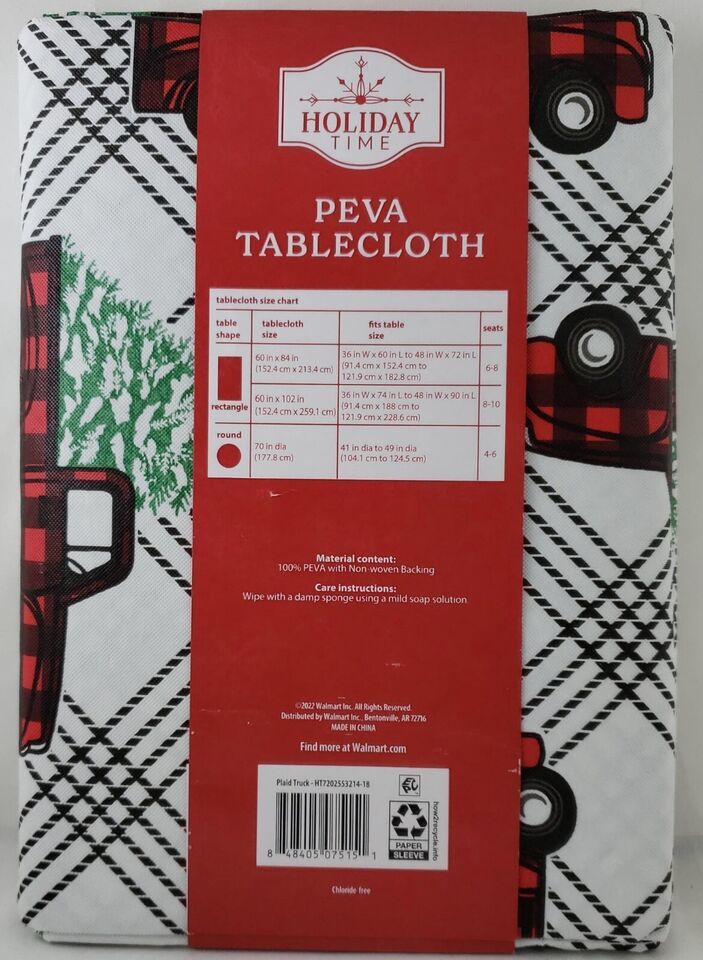 HOLIDAY
TIME
PEVA
TABLECLOTH
tablecloth size chart
table shape
tablecloth size
fits table size
seats
rectangle
60 in x 84 in
(152.4 cm x 213.4 cm)
36 in W x 60 in L to 48 in W x 72 in L
(91.4 cm x 152.4 cm to
121.9 cm x 182.8 cm)
6-8
60 in x 102 in
(152.4 cm x 259.1 cm)
36 in W x 74 in L to 48 in W x 90 in L
(91.4 cm x 188 cm to
121.9 cm x 228.6 cm)
8-10
round
70 in dia
(177.8 cm)
41 in dia to 49 in dia
(104.1 cm to 124.5 cm)
4-6
Material content:
100% PEVA with Non-woven Backing
Care instructions:
Wipe with a damp sponge using a mild soap solution.
©2022 Walmart Inc. All Rights Reserved.
Distributed by Walmart Inc., Bentonville, AR 72716
MADE IN CHINA
Find more at Walmart.com
Plaid Truck - HT7202553214-18
8 48405 07515 1
how2recycle.info
PAPER
SLEEVE
Chloride free